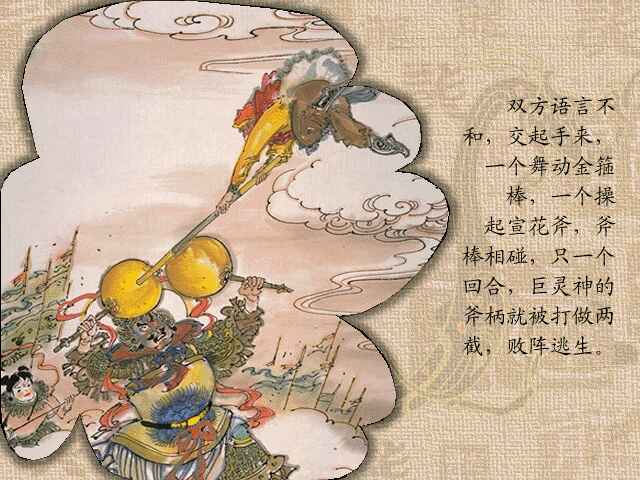 双方语言不
和，交起手来，
一个舞动金箍
棒，一个操
起宣花斧，斧
棒相碰，只一个
回合，巨灵神的
斧柄就被打做两
截，败阵逃生。